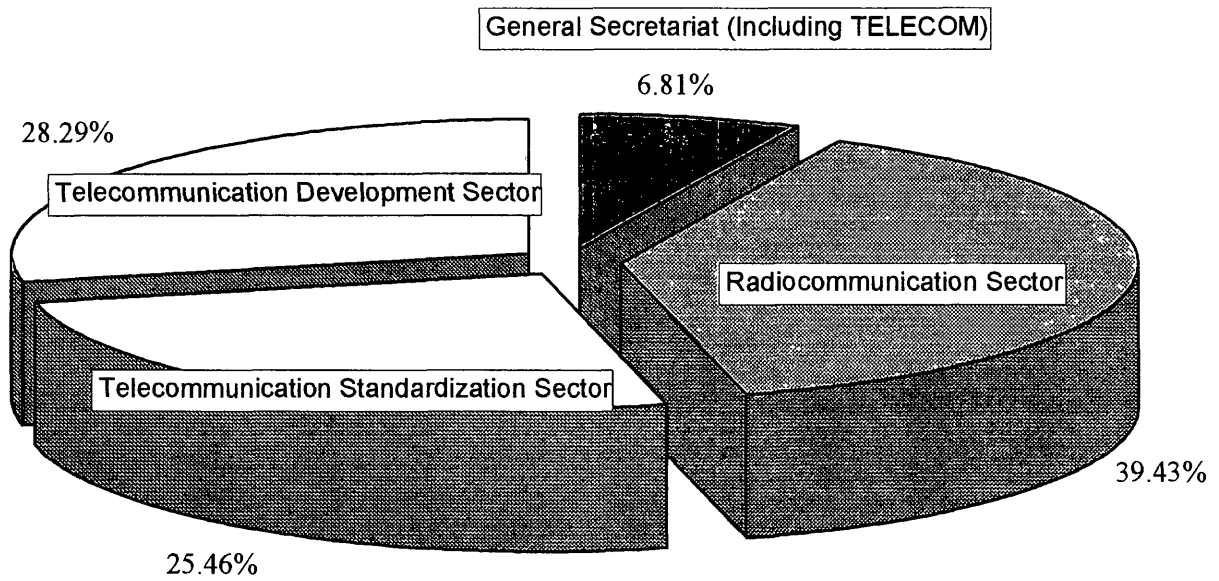 General Secretariat (Including TELECOM)
6.81%
28.29%
Telecommunication Development Sector
Radiocommunication Sector
Telecommunication Standardization Sector
39.43%
25.46%